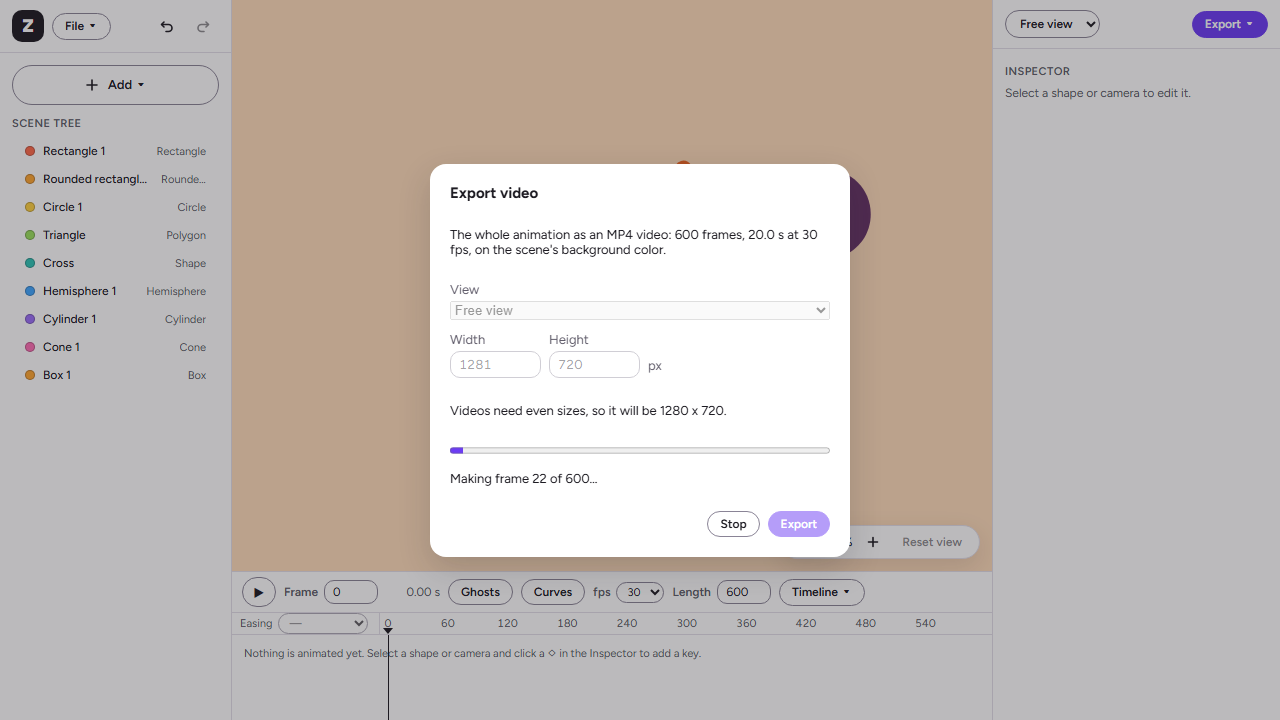 Z
File
Add
SCENE TREE
Rectangle 1 Rectangle
Rounded rectangl... Rounde...
Circle 1 Circle
Triangle Polygon
Cross Shape
Hemisphere 1 Hemisphere
Cylinder 1 Cylinder
Cone 1 Cone
Box 1 Box
Export video
The whole animation as an MP4 video: 600 frames, 20.0 s at 30
fps, on the scene's background color.
View
Free view
Width Height
1281 720 px
Videos need even sizes, so it will be 1280 x 720.
Making frame 22 of 600...
Stop Export
Reset view
Frame 0 0.00 s Ghosts Curves fps 30 Length 600 Timeline
Easing — 0 60 120 180 240 300 360 420 480 540
Nothing is animated yet. Select a shape or camera and click a ◇ in the Inspector to add a key.
Free view Export
INSPECTOR
Select a shape or camera to edit it.